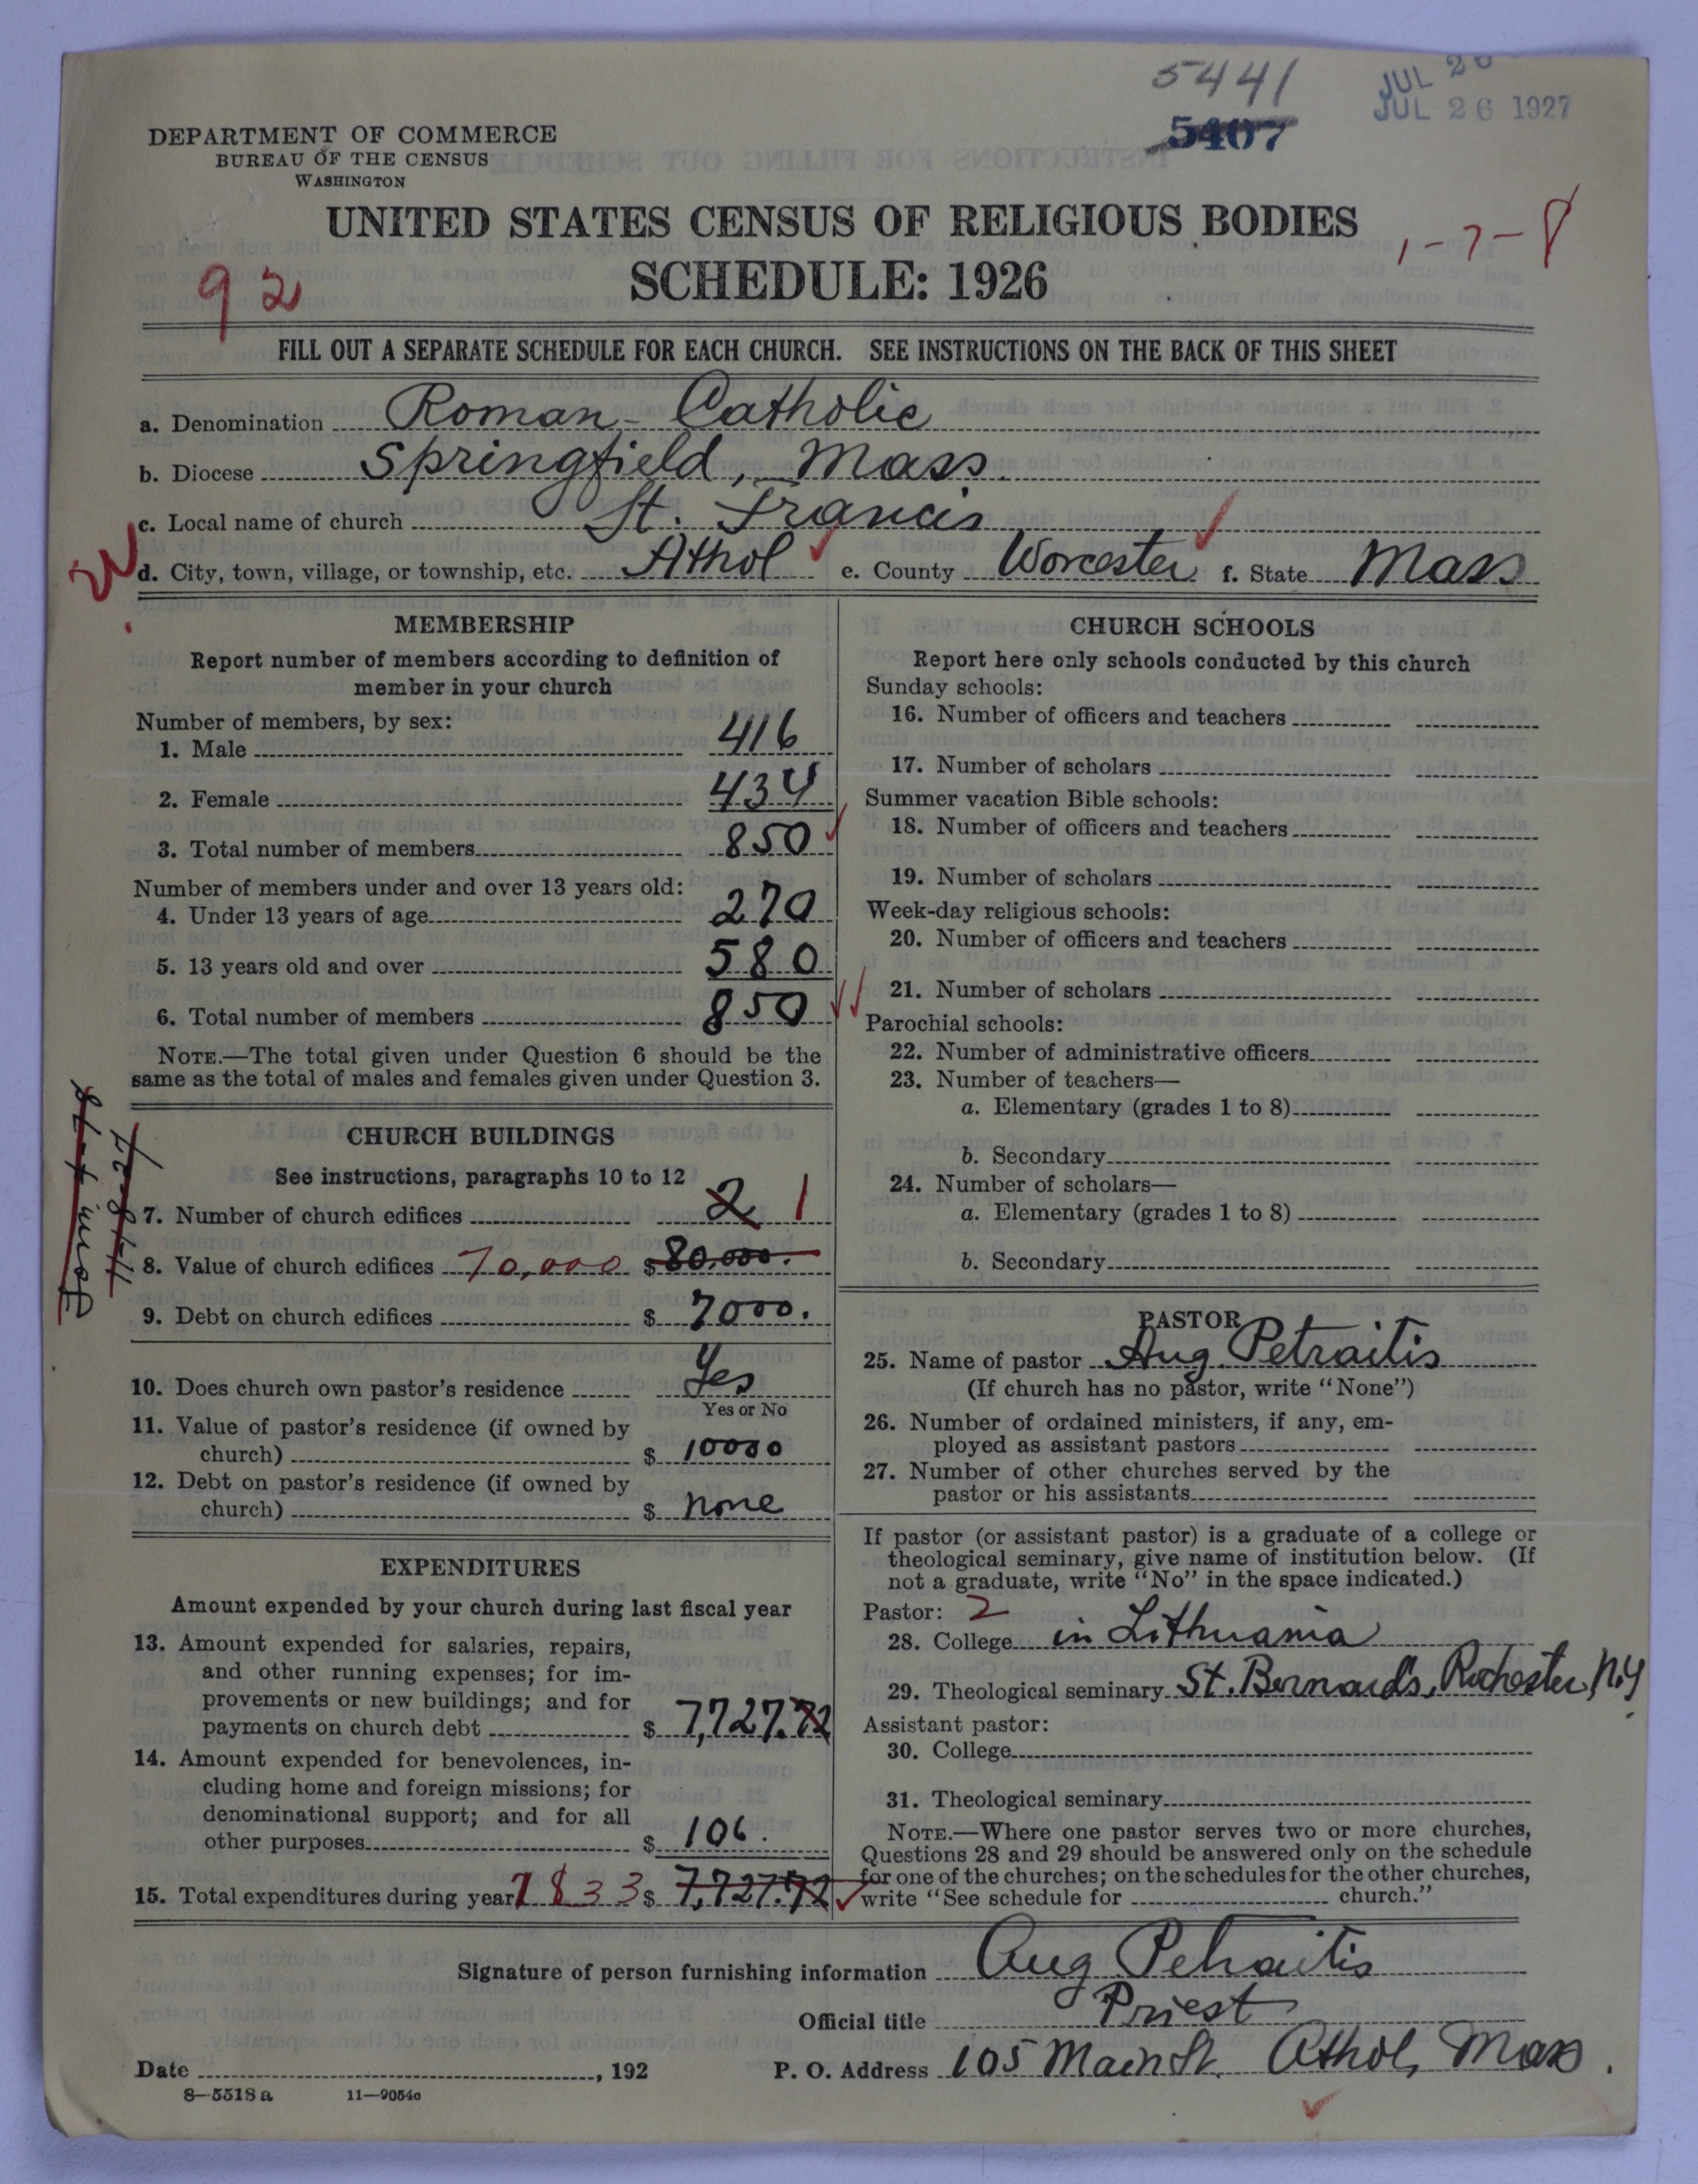 5441
JUL 26
JUL 26 1927
5407
DEPARTMENT OF COMMERCE
BUREAU OF THE CENSUS
WASHINGTON
UNITED STATES CENSUS OF RELIGIOUS BODIES
1-7-8
SCHEDULE: 1926
92
FILL OUT A SEPARATE SCHEDULE FOR EACH CHURCH. SEE INSTRUCTIONS ON THE BACK OF THIS SHEET
a. Denomination Roman-Catholic
b. Diocese Springfield, Mass.
c. Local name of church St. Francis
d. City, town, village, or township, etc. Athol e. County Worcester f. State Mass
MEMBERSHIP
Report number of members according to definition of
member in your church
Number of members, by sex:
1. Male 416
2. Female 434
3. Total number of members 850
Number of members under and over 13 years old:
4. Under 13 years of age 270
5. 13 years old and over 580
6. Total number of members 850
NOTE.—The total given under Question 6 should be the
same as the total of males and females given under Question 3.
CHURCH BUILDINGS
See instructions, paragraphs 10 to 12
7. Number of church edifices 2 1
8. Value of church edifices 70,000 $ 80,000.
9. Debt on church edifices $ 7000.
10. Does church own pastor's residence Yes
Yes or No
11. Value of pastor's residence (if owned by
church) $ 10000
12. Debt on pastor's residence (if owned by
church) $ none
EXPENDITURES
Amount expended by your church during last fiscal year
13. Amount expended for salaries, repairs,
and other running expenses; for im-
provements or new buildings; and for
payments on church debt $ 7,727.72
14. Amount expended for benevolences, in-
cluding home and foreign missions; for
denominational support; and for all
other purposes $ 106.
15. Total expenditures during year 7833 $ 7,727.72
CHURCH SCHOOLS
Report here only schools conducted by this church
Sunday schools:
16. Number of officers and teachers
17. Number of scholars
Summer vacation Bible schools:
18. Number of officers and teachers
19. Number of scholars
Week-day religious schools:
20. Number of officers and teachers
21. Number of scholars
Parochial schools:
22. Number of administrative officers
23. Number of teachers—
a. Elementary (grades 1 to 8)
b. Secondary
24. Number of scholars—
a. Elementary (grades 1 to 8)
b. Secondary
PASTOR
25. Name of pastor Aug. Petraitis
(If church has no pastor, write "None")
26. Number of ordained ministers, if any, em-
ployed as assistant pastors
27. Number of other churches served by the
pastor or his assistants
If pastor (or assistant pastor) is a graduate of a college or
theological seminary, give name of institution below. (If
not a graduate, write "No" in the space indicated.)
Pastor: 2
28. College in Lithuania
29. Theological seminary St. Bernard's, Rochester, N.Y.
Assistant pastor:
30. College
31. Theological seminary
NOTE.—Where one pastor serves two or more churches,
Questions 28 and 29 should be answered only on the schedule
for one of the churches; on the schedules for the other churches,
write "See schedule for church."
Signature of person furnishing information Aug Petraitis
Official title Priest
Date , 192 P. O. Address 105 Main St. Athol, Mass.
8—5518 a 11—9054c